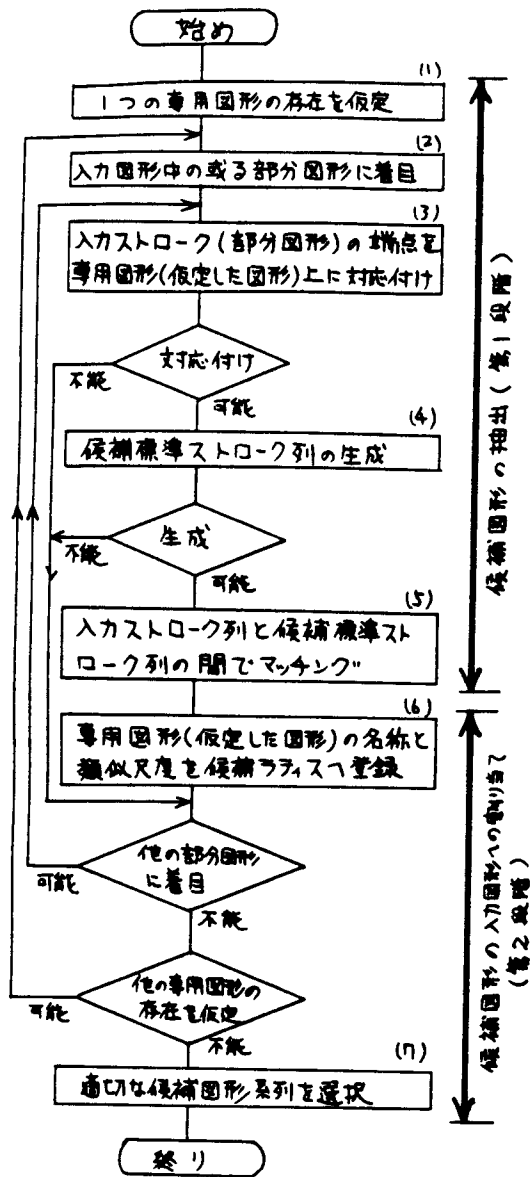 始め
(1)
1つの専用図形の存在を仮定
(2)
入力図形中の或る部分図形に着目
(3)
入力ストローク(部分図形)の端点を
専用図形(仮定した図形)上に対応付け
対応付け
不能
可能
(4)
候補標準ストローク列の生成
生成
不能
可能
(5)
入力ストローク列と候補標準スト
ローク列の間でマッチング
(6)
専用図形(仮定した図形)の名称と
類似尺度を候補ラティスへ登録
他の部分図形
に着目
可能
不能
他の専用図形の
存在を仮定
可能
不能
(7)
適切な候補図形系列を選択
終り
候補図形の抽出(第1段階)
候補図形の入力図形への割り当て
(第2段階)